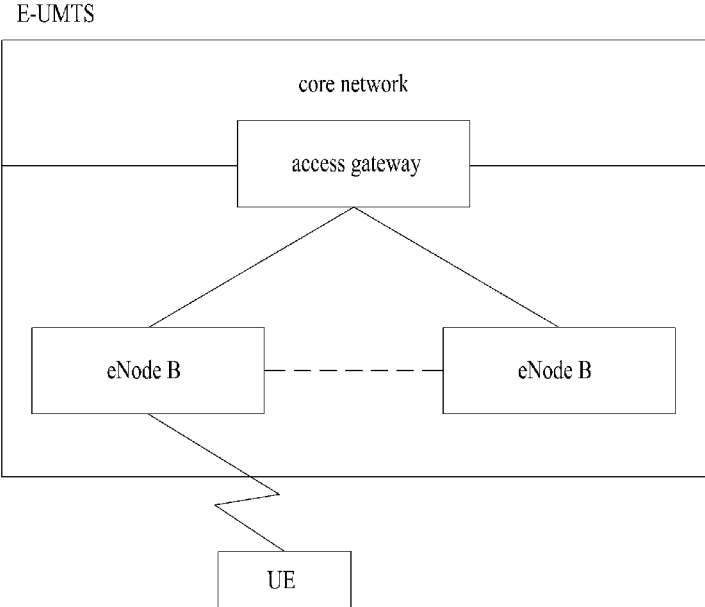 E-UMTS
core network
access gateway
eNode B
eNode B
UE